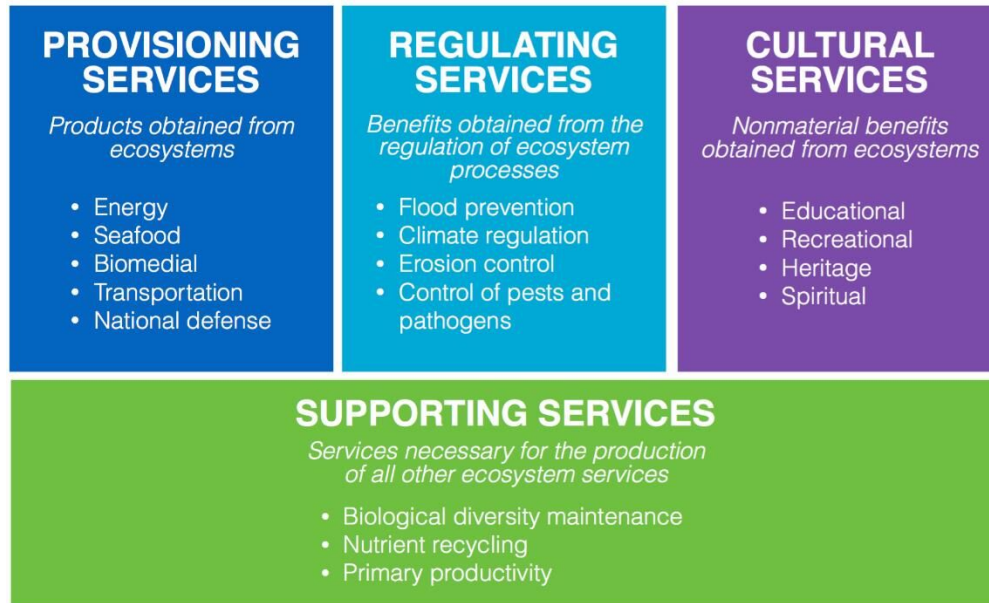 PROVISIONING
SERVICES
Products obtained from
ecosystems
• Energy
• Seafood
• Biomedial
• Transportation
• National defense
REGULATING
SERVICES
Benefits obtained from the
regulation of ecosystem
processes
• Flood prevention
• Climate regulation
• Erosion control
• Control of pests and
pathogens
CULTURAL
SERVICES
Nonmaterial benefits
obtained from ecosystems
• Educational
• Recreational
• Heritage
• Spiritual
SUPPORTING SERVICES
Services necessary for the production
of all other ecosystem services
• Biological diversity maintenance
• Nutrient recycling
• Primary productivity